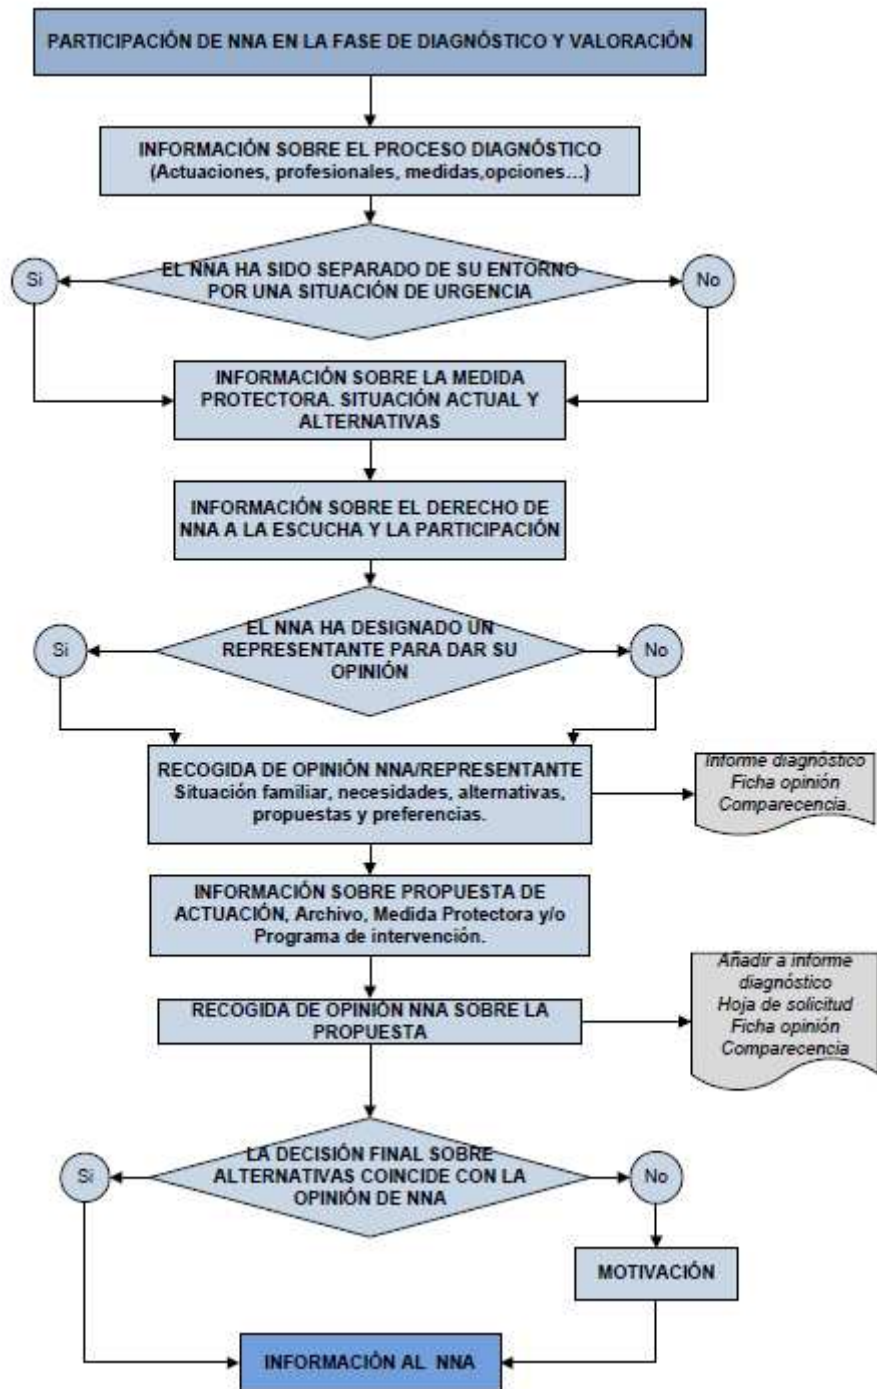 PARTICIPACIÓN DE NNA EN LA FASE DE DIAGNÓSTICO Y VALORACIÓN
INFORMACIÓN SOBRE EL PROCESO DIAGNÓSTICO
(Actuaciones, profesionales, medidas,opciones...)
EL NNA HA SIDO SEPARADO DE SU ENTORNO
POR UNA SITUACIÓN DE URGENCIA
Si
No
INFORMACIÓN SOBRE LA MEDIDA
PROTECTORA. SITUACIÓN ACTUAL Y
ALTERNATIVAS
INFORMACIÓN SOBRE EL DERECHO DE
NNA A LA ESCUCHA Y LA PARTICIPACIÓN
EL NNA HA DESIGNADO UN
REPRESENTANTE PARA DAR SU
OPINIÓN
Si
No
RECOGIDA DE OPINIÓN NNA/REPRESENTANTE
Situación familiar, necesidades, alternativas,
propuestas y preferencias.
Informe diagnóstico
Ficha opinión
Comparecencia.
INFORMACIÓN SOBRE PROPUESTA DE
ACTUACIÓN, Archivo, Medida Protectora y/o
Programa de intervención.
RECOGIDA DE OPINIÓN NNA SOBRE LA
PROPUESTA
Añadir a informe
diagnóstico
Hoja de solicitud
Ficha opinión
Comparecencia
LA DECISIÓN FINAL SOBRE
ALTERNATIVAS COINCIDE CON LA
OPINIÓN DE NNA
Si
No
MOTIVACIÓN
INFORMACIÓN AL NNA